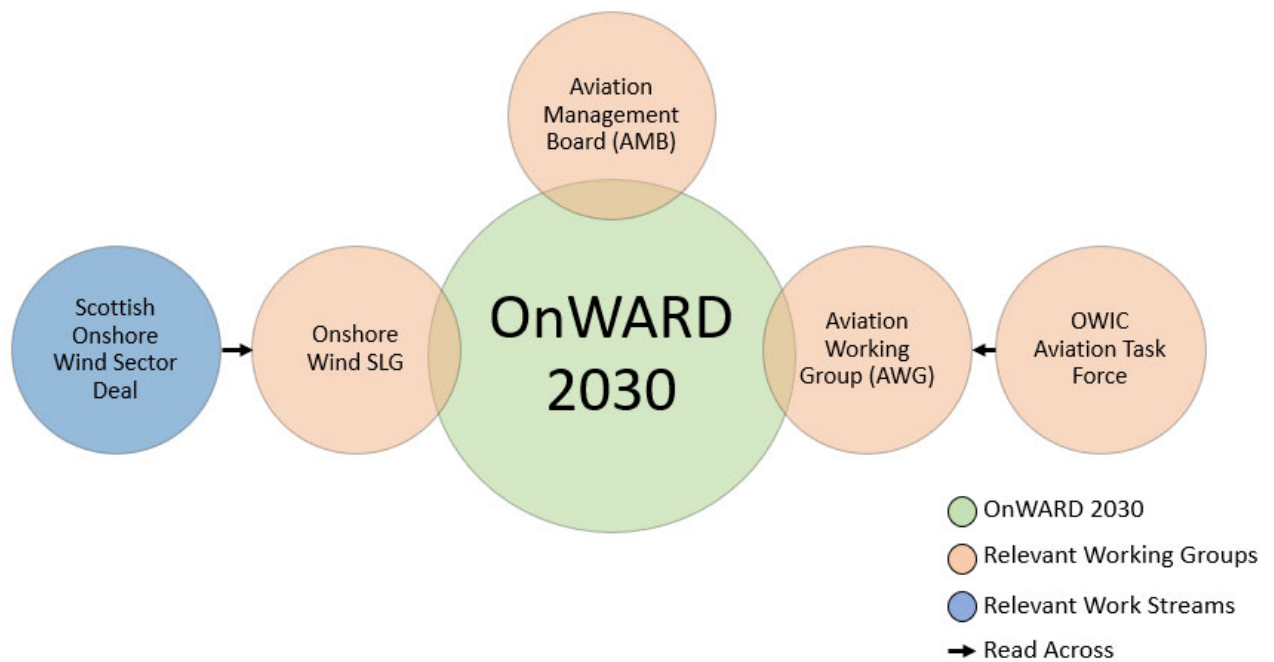 Aviation
Management
Board (AMB)
Scottish
Onshore
Wind Sector
Deal
Onshore
Wind SLG
OnWARD
2030
Aviation
Working
Group (AWG)
OWIC
Aviation Task
Force
OnWARD 2030
Relevant Working Groups
Relevant Work Streams
Read Across